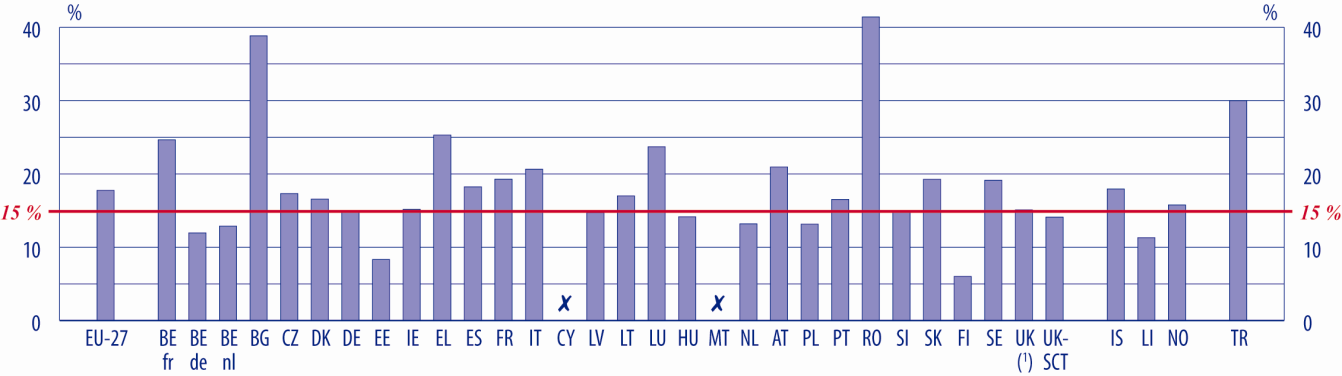 % %
40 40
30 30
20 20
15 % 15 %
10 10
✗ ✗
0 0
EU-27 BE BE BE BG CZ DK DE EE IE EL ES FR IT CY LV LT LU HU MT NL AT PL PT RO SI SK FI SE UK UK- IS LI NO TR
fr de nl (¹) SCT